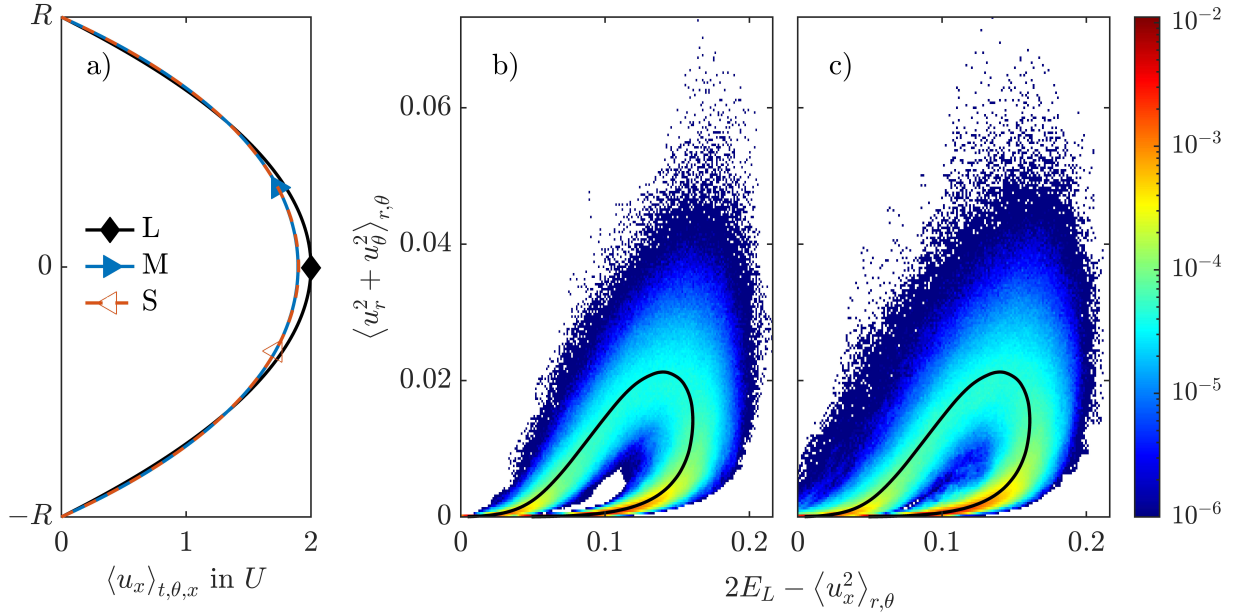 R
0
−R
a)
L
M
S
0 1 2
⟨u_x⟩_{t,θ,x} in U
b)
c)
0.06
0.04
0.02
0
⟨u_r^2 + u_θ^2⟩_{r,θ}
0 0.1 0.2
0 0.1 0.2
2E_L − ⟨u_x^2⟩_{r,θ}
10^{-2}
10^{-3}
10^{-4}
10^{-5}
10^{-6}